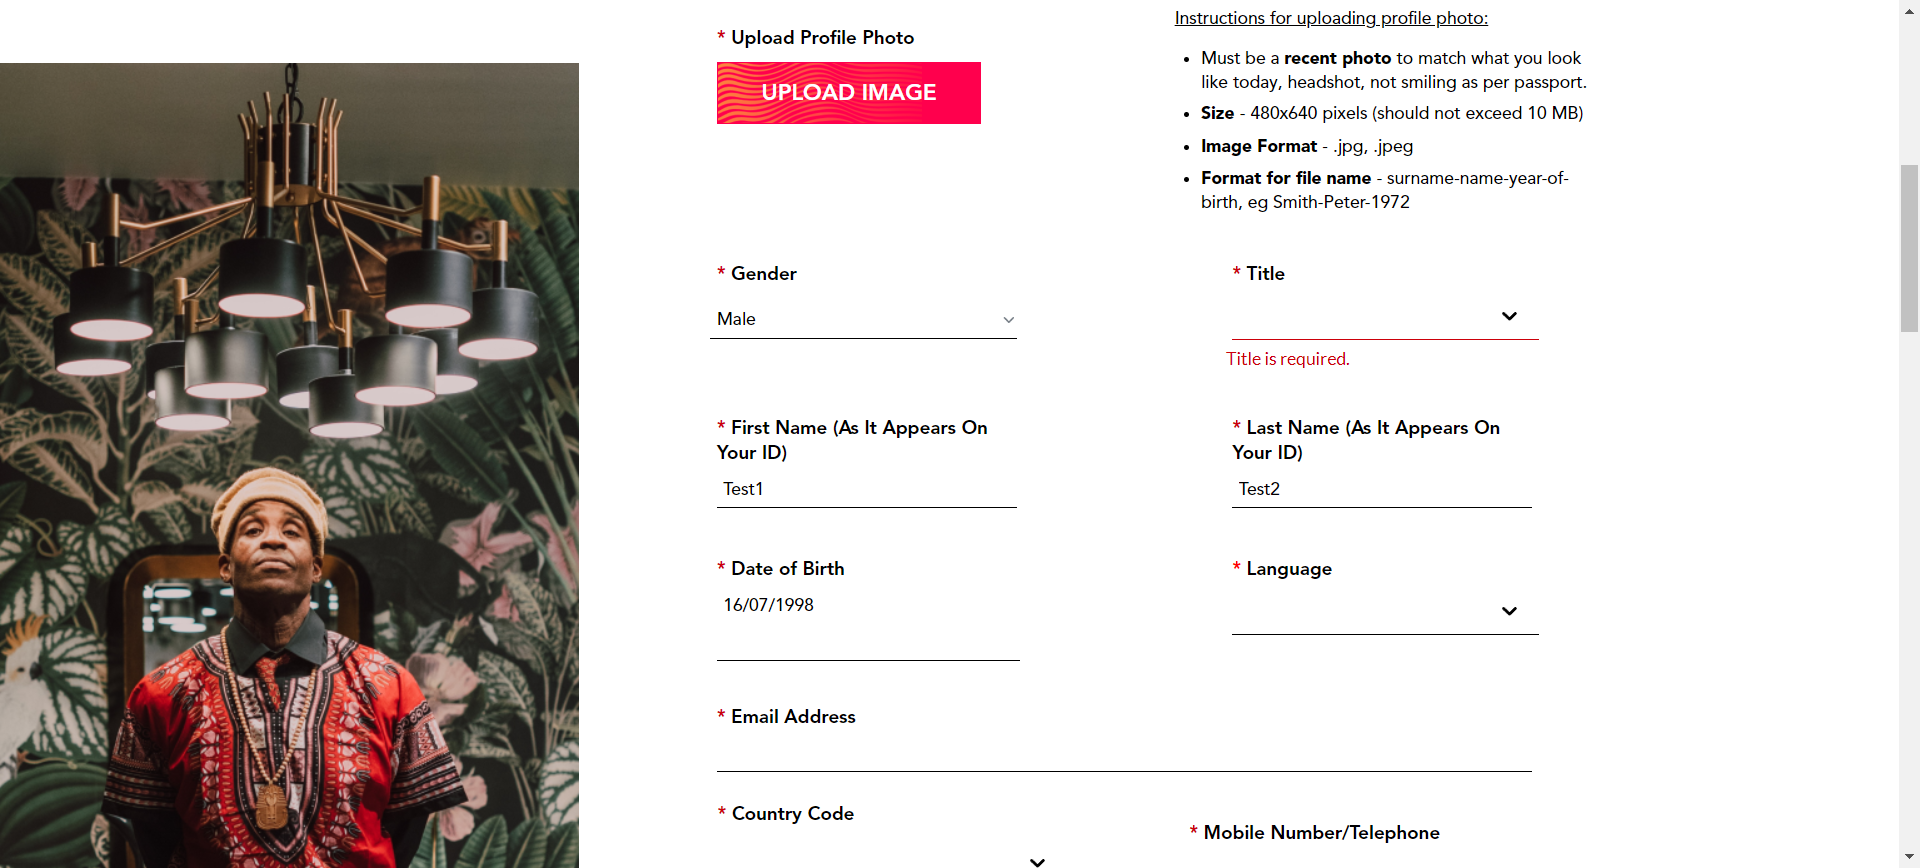 * Upload Profile Photo
UPLOAD IMAGE
Instructions for uploading profile photo:
• Must be a recent photo to match what you look
like today, headshot, not smiling as per passport.
• Size - 480x640 pixels (should not exceed 10 MB)
• Image Format - .jpg, .jpeg
• Format for file name - surname-name-year-of-
birth, eg Smith-Peter-1972
* Gender
Male
* Title
Title is required.
* First Name (As It Appears On
Your ID)
Test1
* Last Name (As It Appears On
Your ID)
Test2
* Date of Birth
16/07/1998
* Language
* Email Address
* Country Code
* Mobile Number/Telephone